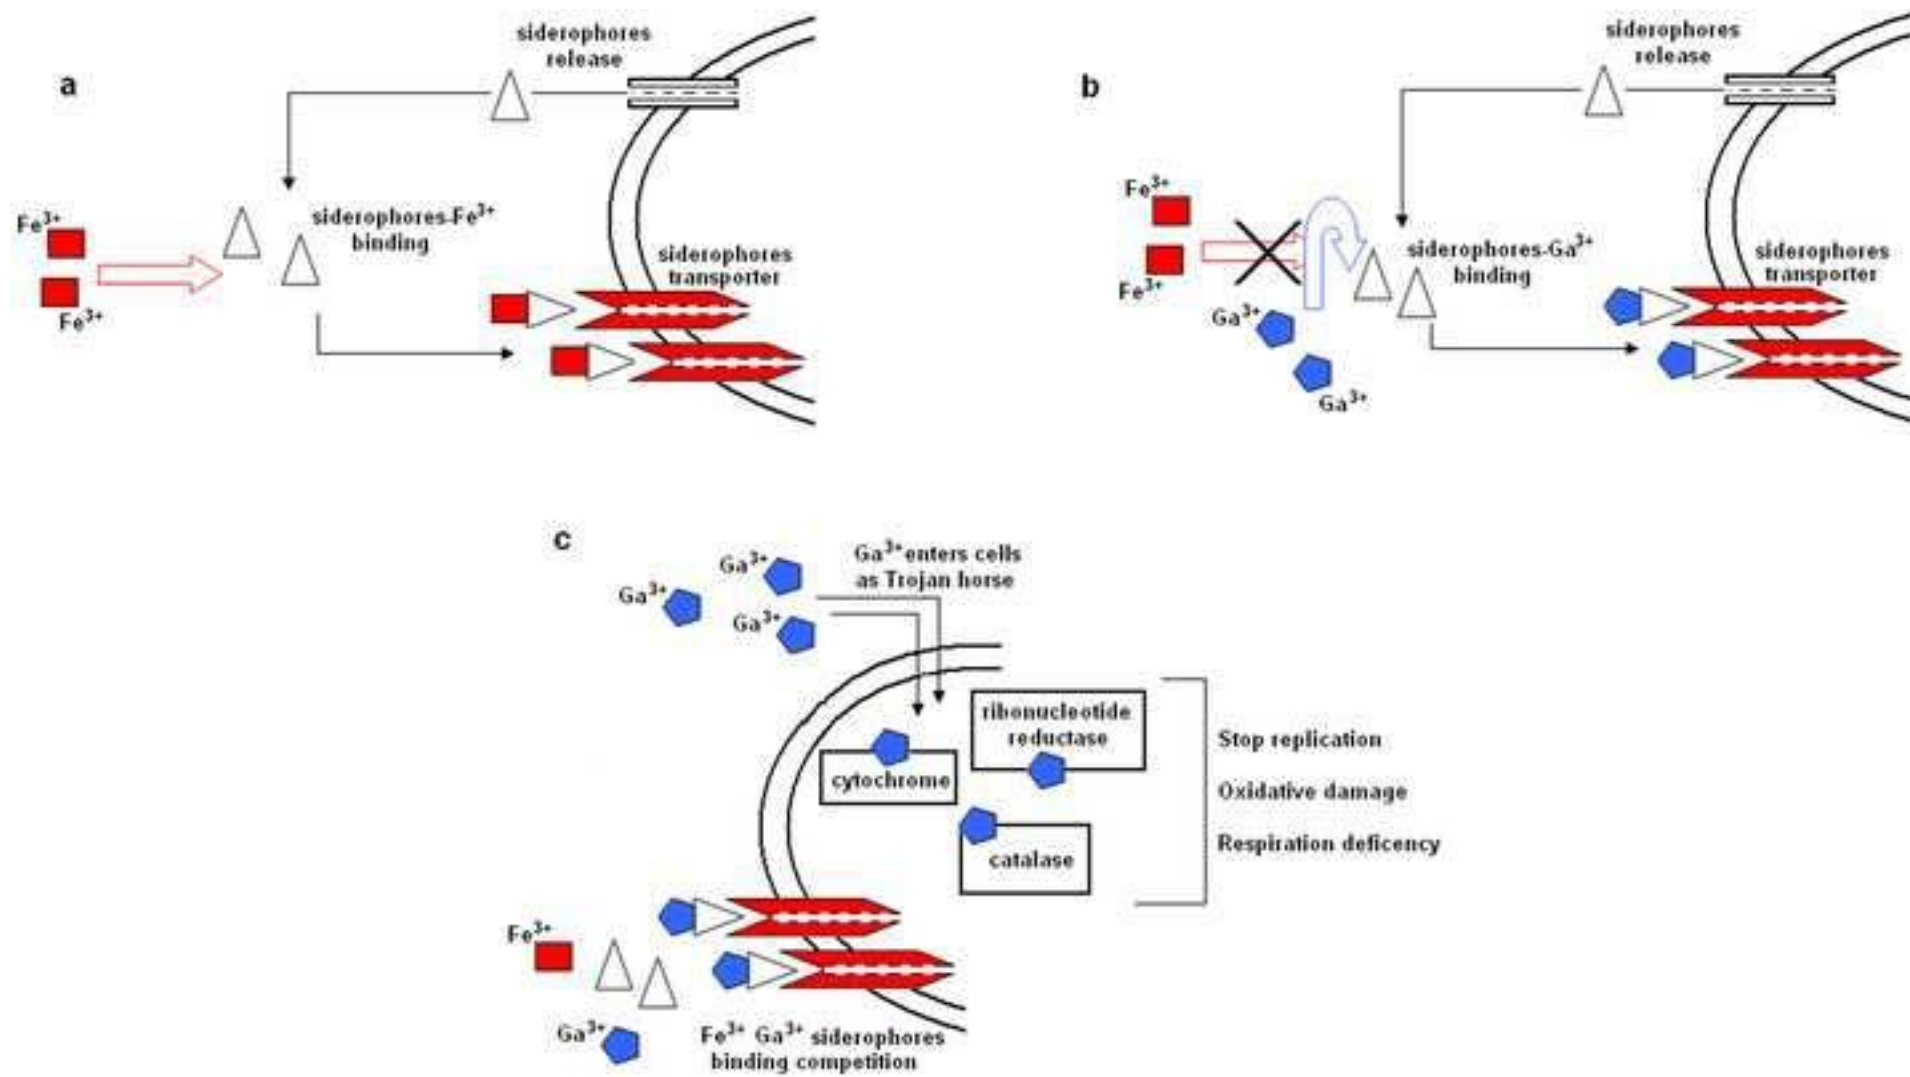 a
siderophores
release
Fe³⁺
Fe³⁺
siderophores-Fe³⁺
binding
siderophores
transporter
b
siderophores
release
Fe³⁺
Fe³⁺
Ga³⁺
Ga³⁺
siderophores-Ga³⁺
binding
siderophores
transporter
c
Ga³⁺
Ga³⁺
Ga³⁺
Ga³⁺enters cells
as Trojan horse
ribonucleotide
reductase
cytochrome
catalase
Stop replication
Oxidative damage
Respiration deficency
Fe³⁺
Ga³⁺
Fe³⁺ Ga³⁺ siderophores
binding competition